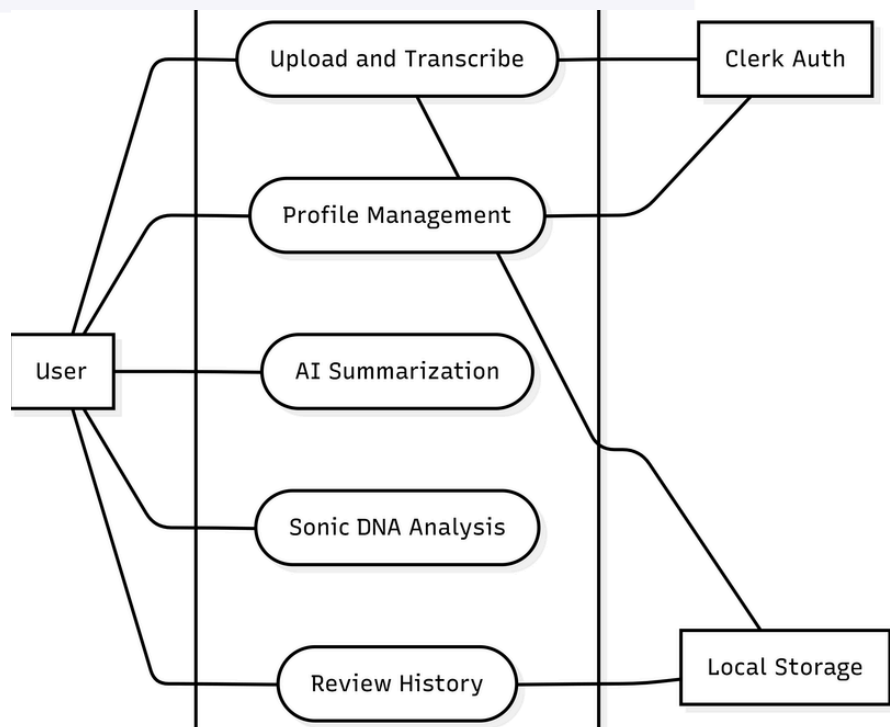 Upload and Transcribe
Clerk Auth
Profile Management
User
AI Summarization
Sonic DNA Analysis
Local Storage
Review History